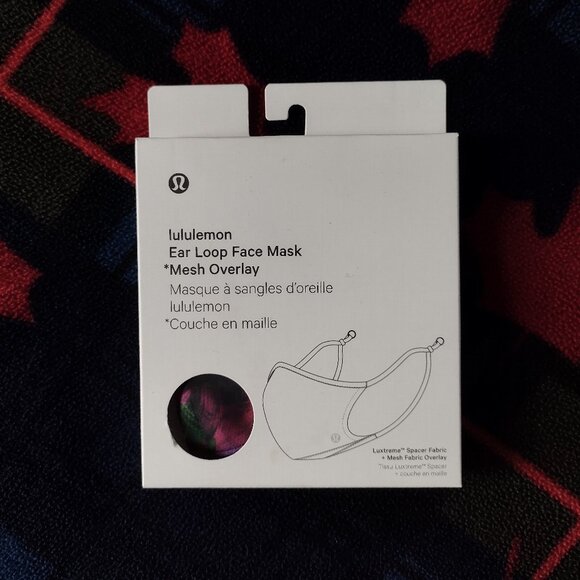 lululemon
Ear Loop Face Mask
*Mesh Overlay
Masque à sangles d'oreille
lululemon
*Couche en maille
Luxtreme™ Spacer Fabric
+ Mesh Fabric Overlay
Tissu Luxtreme™ Spacer
+ couche en maille